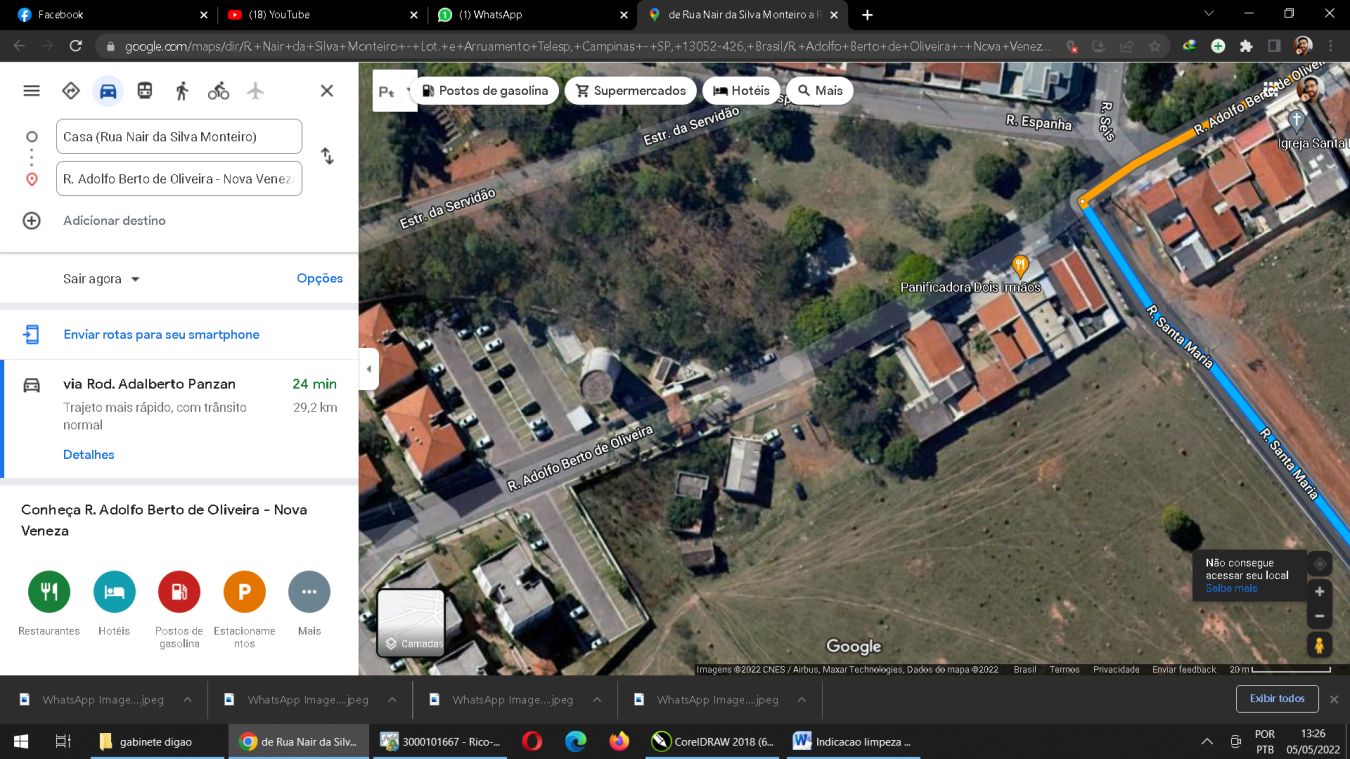 Facebook
(18) YouTube
(1) WhatsApp
de Rua Nair da Silva Monteiro a R
google.com/maps/dir/R.+Nair+da+Silva+Monteiro+-+Lot.+e+Arruamento+Telesp,+Campinas+-+SP,+13052-426,+Brasil/R.+Adolfo+Berto+de+Oliveira+-+Nova+Venez...
Casa (Rua Nair da Silva Monteiro)
R. Adolfo Berto de Oliveira - Nova Venez
Adicionar destino
Sair agora
Opções
Enviar rotas para seu smartphone
via Rod. Adalberto Panzan
24 min
Trajeto mais rápido, com trânsito
normal
29,2 km
Detalhes
Conheça R. Adolfo Berto de Oliveira - Nova
Veneza
Restaurantes
Hotéis
Postos de
gasolina
Estacioname
ntos
Mais
Postos de gasolina
Supermercados
Hotéis
Mais
Estr. da Servidão
Estr. da Servidão
R. Espanha
R. Seis
R. Adolfo Berto de Oliveir
Igreja Santa
Panificadora Dois Irmãos
R. Santa Maria
R. Santa Maria
R. Adolfo Berto de Oliveira
Não consegue
acessar seu local
Saiba mais
Camadas
Google
Imagens ©2022 CNES / Airbus, Maxar Technologies, Dados do mapa ©2022
Brasil
Termos
Privacidade
Enviar feedback
20 m
WhatsApp Image....jpeg
WhatsApp Image....jpeg
WhatsApp Image....jpeg
WhatsApp Image....jpeg
Exibir todos
gabinete digao
de Rua Nair da Silv...
3000101667 - Rico-...
CorelDRAW 2018 (6...
Indicacao limpeza ...
POR
PTB
13:26
05/05/2022